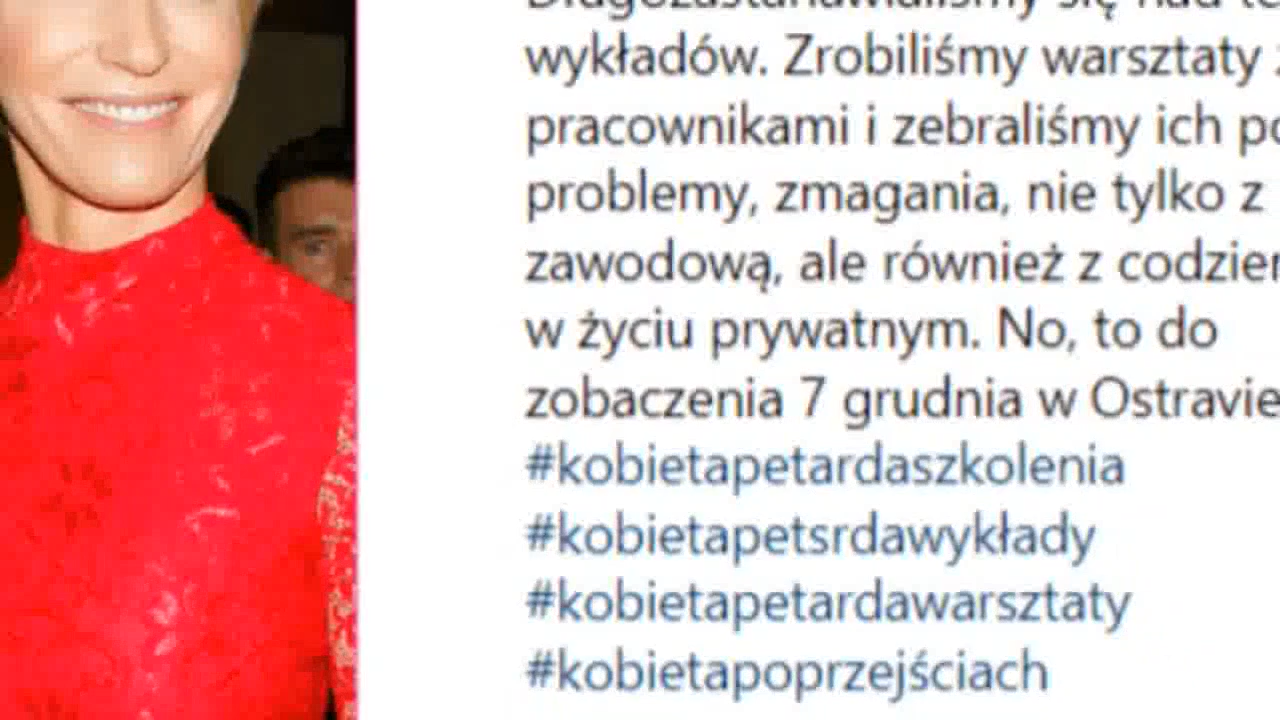 wykładów. Zrobiliśmy warsztaty
pracownikami i zebraliśmy ich
problemy, zmagania, nie tylko z
zawodową, ale również z
w życiu prywatnym. No, to do
zobaczenia 7 grudnia w Ostravie
#kobietapetardaszkolenia
#kobietapetsrdawykłady
#kobietapetardawarsztaty
#kobietapoprzejściach